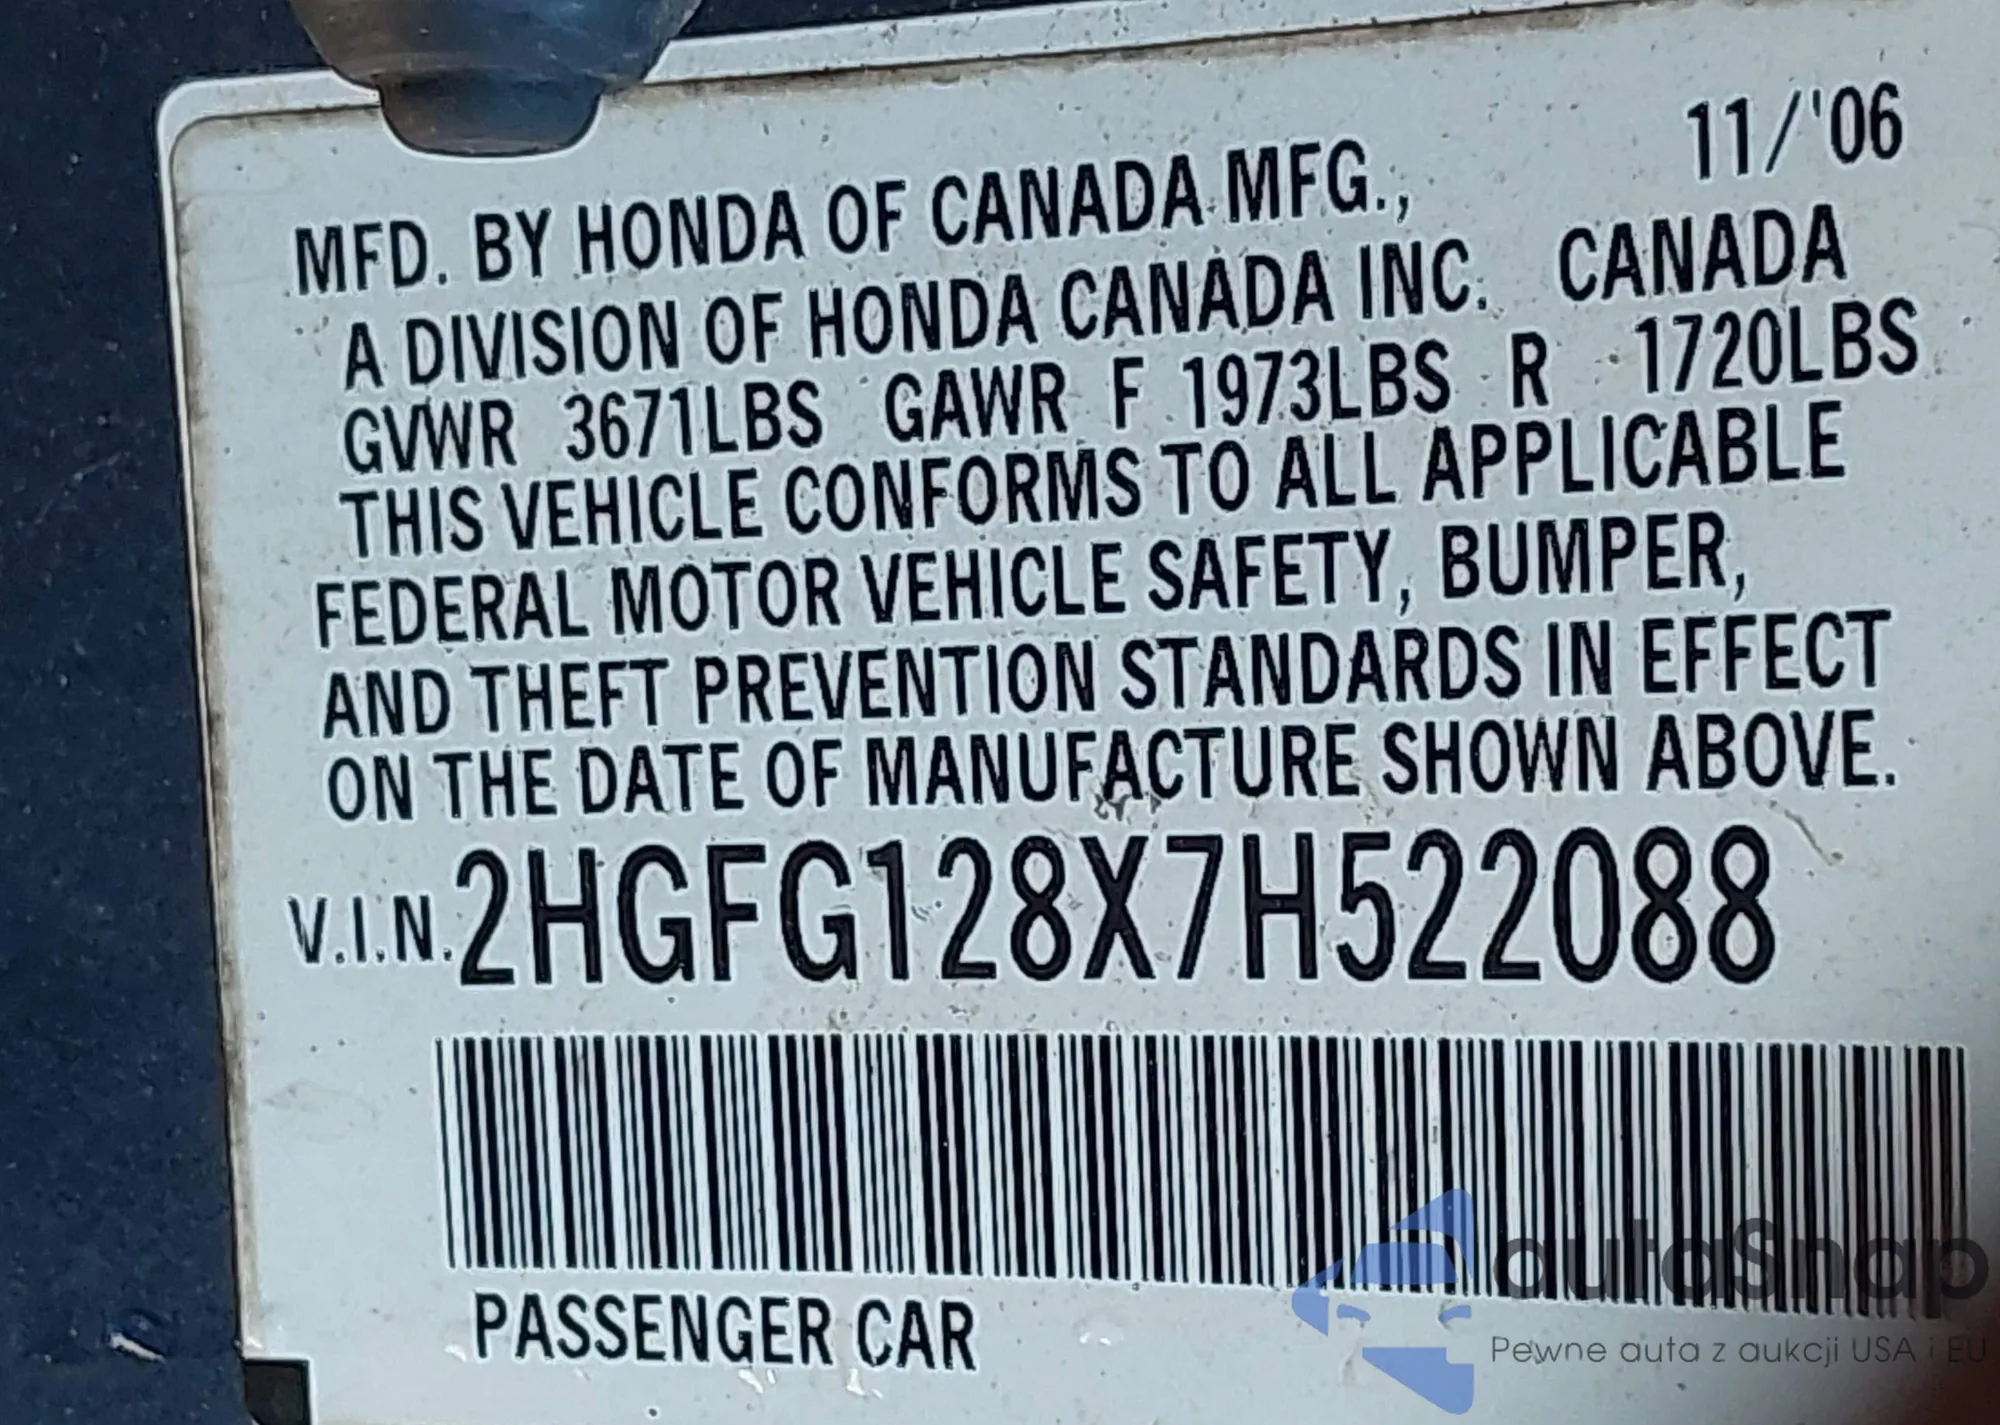 11/'06
MFD. BY HONDA OF CANADA MFG.,
A DIVISION OF HONDA CANADA INC. CANADA
GVWR 3671LBS GAWR F 1973LBS R 1720LBS
THIS VEHICLE CONFORMS TO ALL APPLICABLE
FEDERAL MOTOR VEHICLE SAFETY, BUMPER,
AND THEFT PREVENTION STANDARDS IN EFFECT
ON THE DATE OF MANUFACTURE SHOWN ABOVE.
V.I.N. 2HGFG128X7H522088
PASSENGER CAR
autaSnap
Pewne auta z aukcji USA i EU